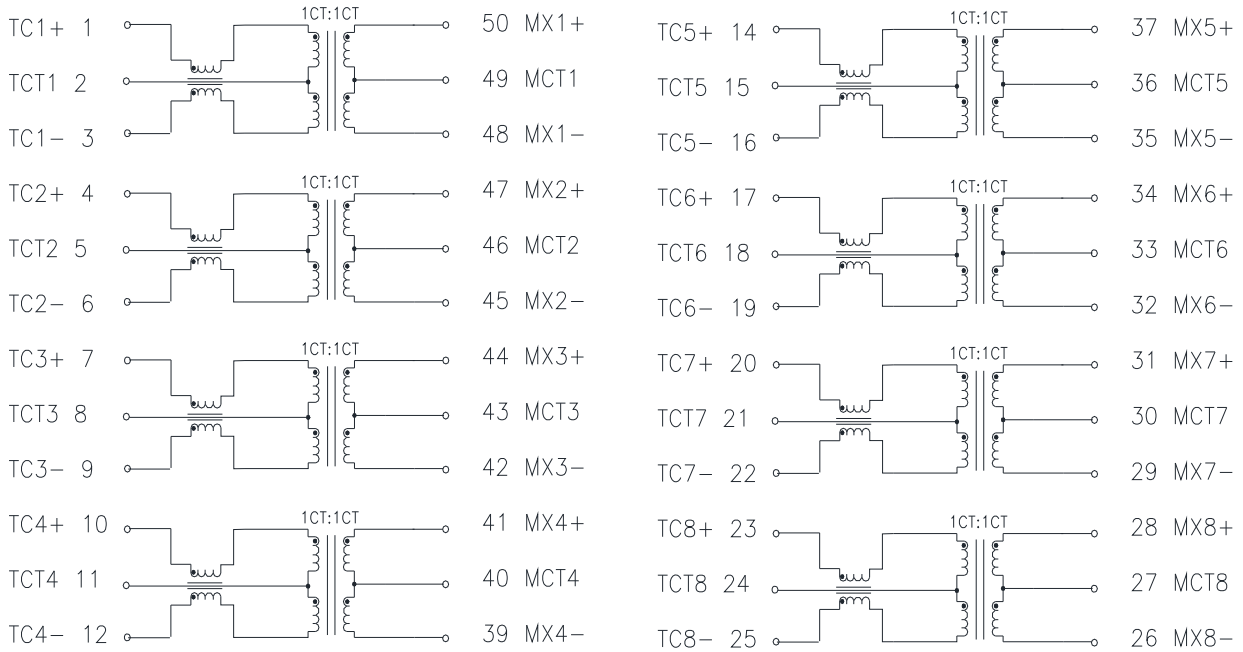 1CT:1CT
TC1+ 1 50 MX1+
TCT1 2 49 MCT1
TC1- 3 48 MX1-
1CT:1CT
TC2+ 4 47 MX2+
TCT2 5 46 MCT2
TC2- 6 45 MX2-
1CT:1CT
TC3+ 7 44 MX3+
TCT3 8 43 MCT3
TC3- 9 42 MX3-
1CT:1CT
TC4+ 10 41 MX4+
TCT4 11 40 MCT4
TC4- 12 39 MX4-
1CT:1CT
TC5+ 14 37 MX5+
TCT5 15 36 MCT5
TC5- 16 35 MX5-
1CT:1CT
TC6+ 17 34 MX6+
TCT6 18 33 MCT6
TC6- 19 32 MX6-
1CT:1CT
TC7+ 20 31 MX7+
TCT7 21 30 MCT7
TC7- 22 29 MX7-
1CT:1CT
TC8+ 23 28 MX8+
TCT8 24 27 MCT8
TC8- 25 26 MX8-